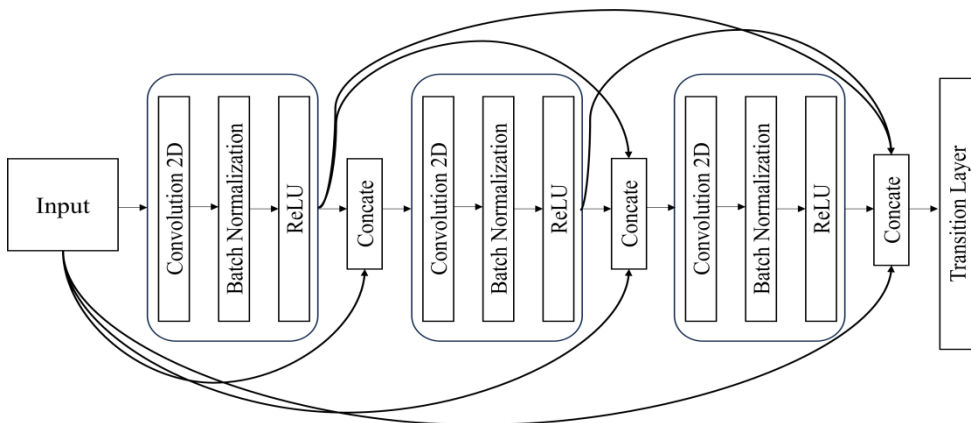 Input
Convolution 2D
Batch Normalization
ReLU
Concate
Convolution 2D
Batch Normalization
ReLU
Concate
Convolution 2D
Batch Normalization
ReLU
Concate
Transition Layer